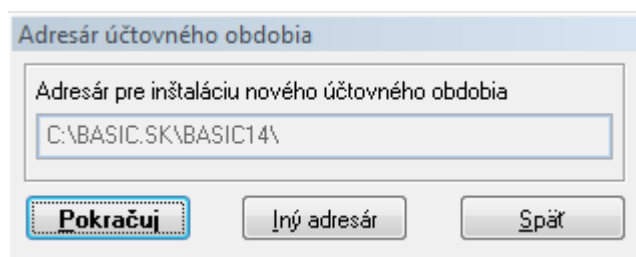 Adresár účtovného obdobia
Adresár pre inštaláciu nového účtovného obdobia
C:\BASIC.SK\BASIC14\
Pokračuj Iný adresár Späť